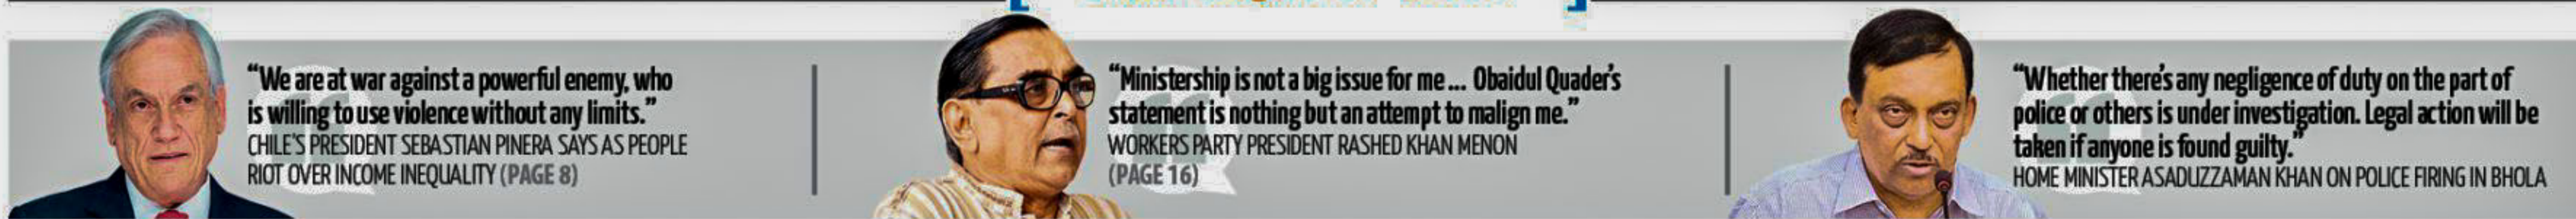 “We are at war against a powerful enemy, who
is willing to use violence without any limits.”
CHILE'S PRESIDENT SEBASTIAN PINERA SAYS AS PEOPLE
RIOT OVER INCOME INEQUALITY (PAGE 8)
“Ministership is not a big issue for me ... Obaidul Quader's
statement is nothing but an attempt to malign me.”
WORKERS PARTY PRESIDENT RASHED KHAN MENON
(PAGE 16)
“Whether there's any negligence of duty on the part of
police or others is under investigation. Legal action will be
taken if anyone is found guilty.”
HOME MINISTER ASADUZZAMAN KHAN ON POLICE FIRING IN BHOLA